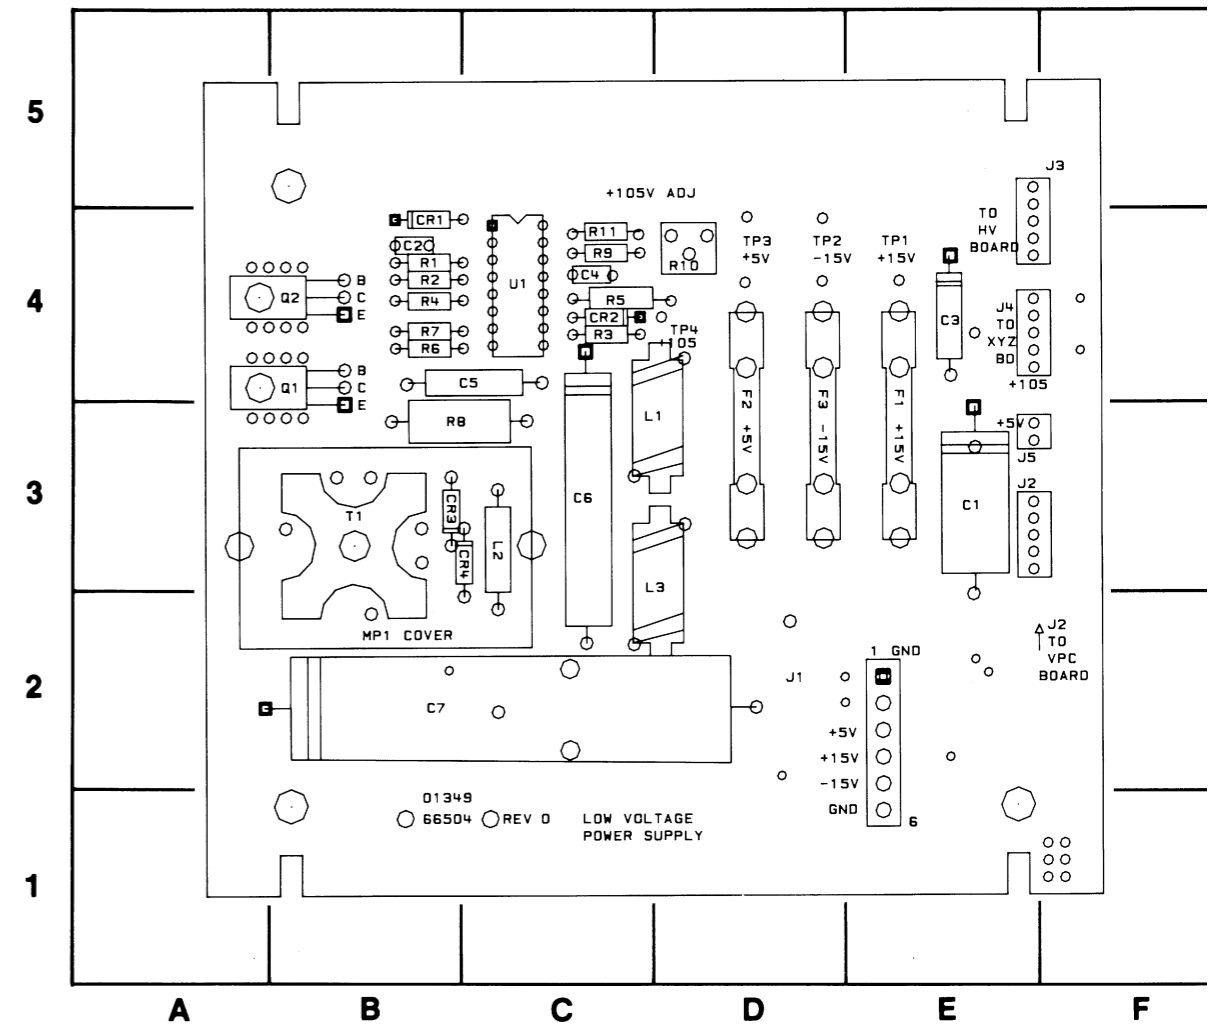 5
J3
+105V ADJ
CR1
TO
HV
BOARD
R11
C2
TP3
+5V
TP2
-15V
TP1
+15V
R9
R1
R10
C4
R2
U1
B
Q2
C
R4
R5
4
J4
TO
XYZ
BD
E
CR2
C3
R7
R3
TP4
+105
R6
B
C5
+105
Q1
C
E
F2 +5V
F3 -15V
F1 +15V
L1
R8
+5V
J5
J2
3
C6
C1
T1
CR3
L2
CR4
L3
J2
TO
VPC
BOARD
MP1 COVER
1 GND
2
J1
C7
+5V
+15V
-15V
GND
6
01349
66504
REV 0
LOW VOLTAGE
POWER SUPPLY
1
A B C D E F